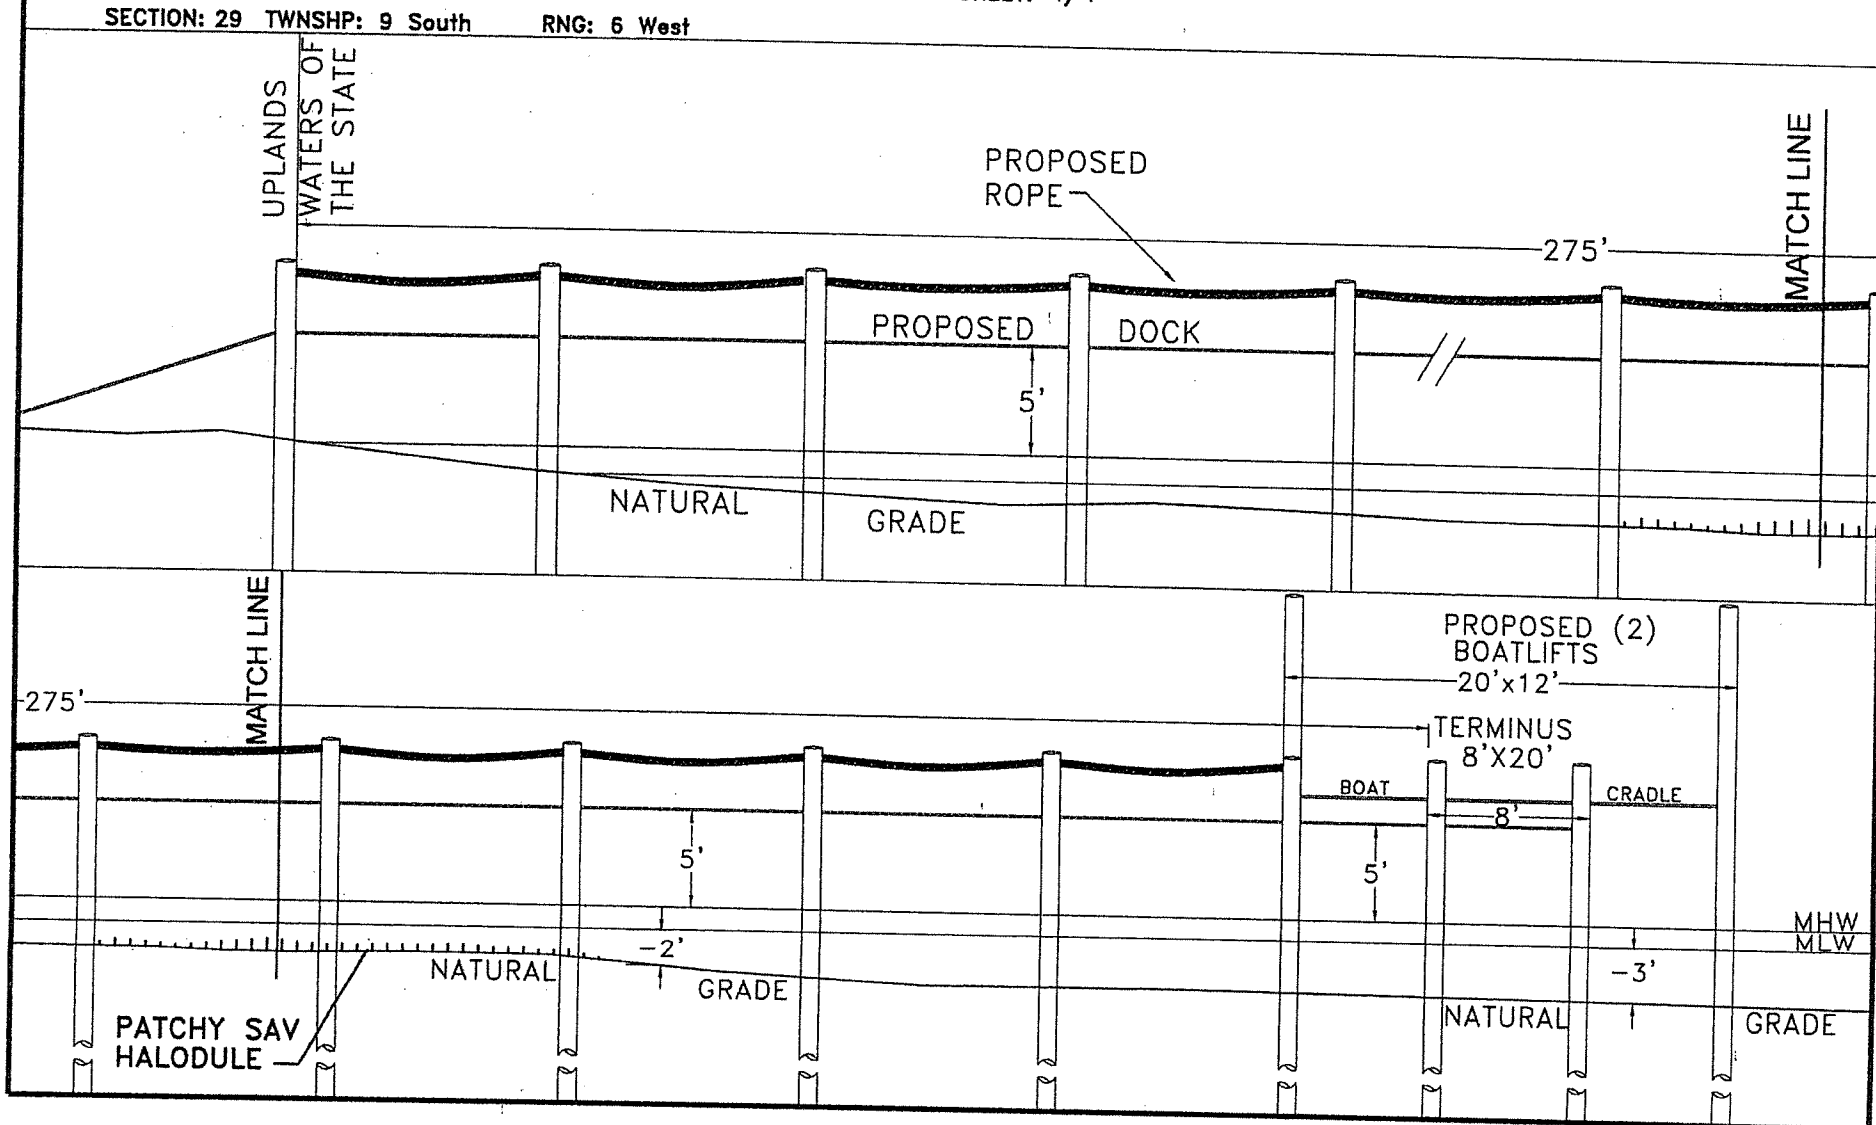 SECTION: 29 TWNSHP: 9 South RNG: 6 West
UPLANDS
WATERS OF
THE STATE
PROPOSED
ROPE
275'
MATCH LINE
PROPOSED DOCK
5'
NATURAL
GRADE
MATCH LINE
PROPOSED (2)
BOATLIFTS
20'x12'
275'
TERMINUS
8'X20'
BOAT
CRADLE
8'
5'
5'
MHW
MLW
-2'
-3'
NATURAL
GRADE
NATURAL
GRADE
PATCHY SAV
HALODULE